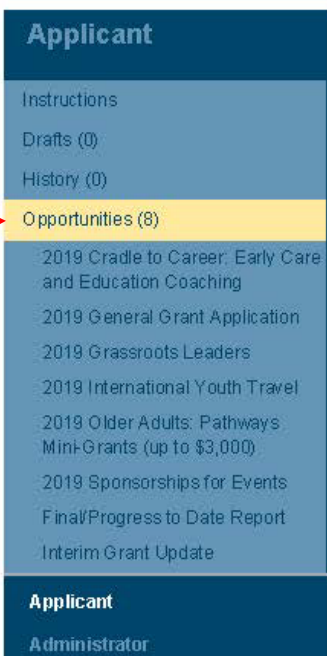 Applicant
Instructions
Drafts (0)
History (0)
Opportunities (8)
2019 Cradle to Career: Early Care
and Education Coaching
2019 General Grant Application
2019 Grassroots Leaders
2019 International Youth Travel
2019 Older Adults: Pathways
Mini-Grants (up to $3,000)
2019 Sponsorships for Events
Final/Progress to Date Report
Interim Grant Update
Applicant
Administrator